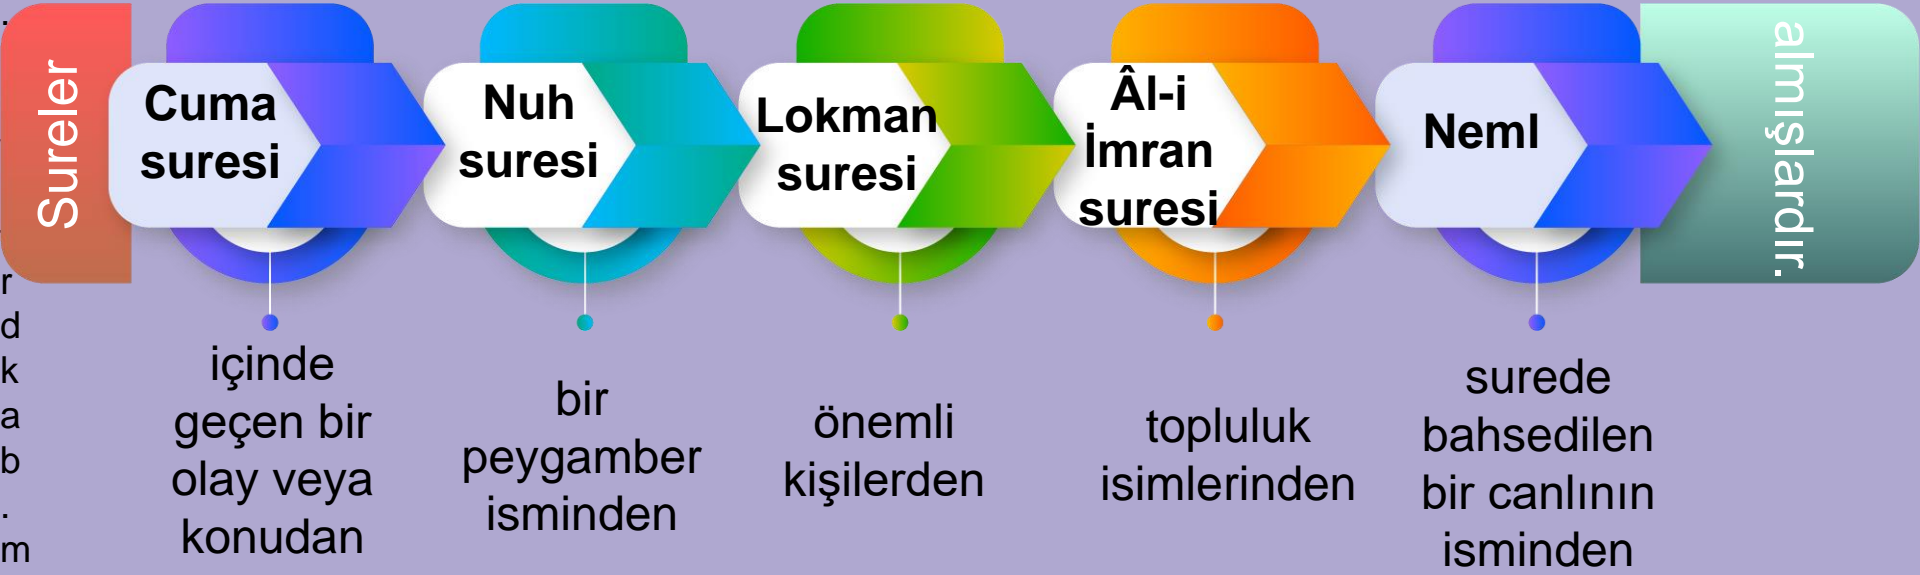 Sureler
Cuma
suresi
içinde
geçen bir
olay veya
konudan
Nuh
suresi
bir
peygamber
isminden
Lokman
suresi
önemli
kişilerden
Âl-i
İmran
suresi
topluluk
isimlerinden
Neml
surede
bahsedilen
bir canlının
isminden
almışlardır.
r
d
k
a
b
.
m